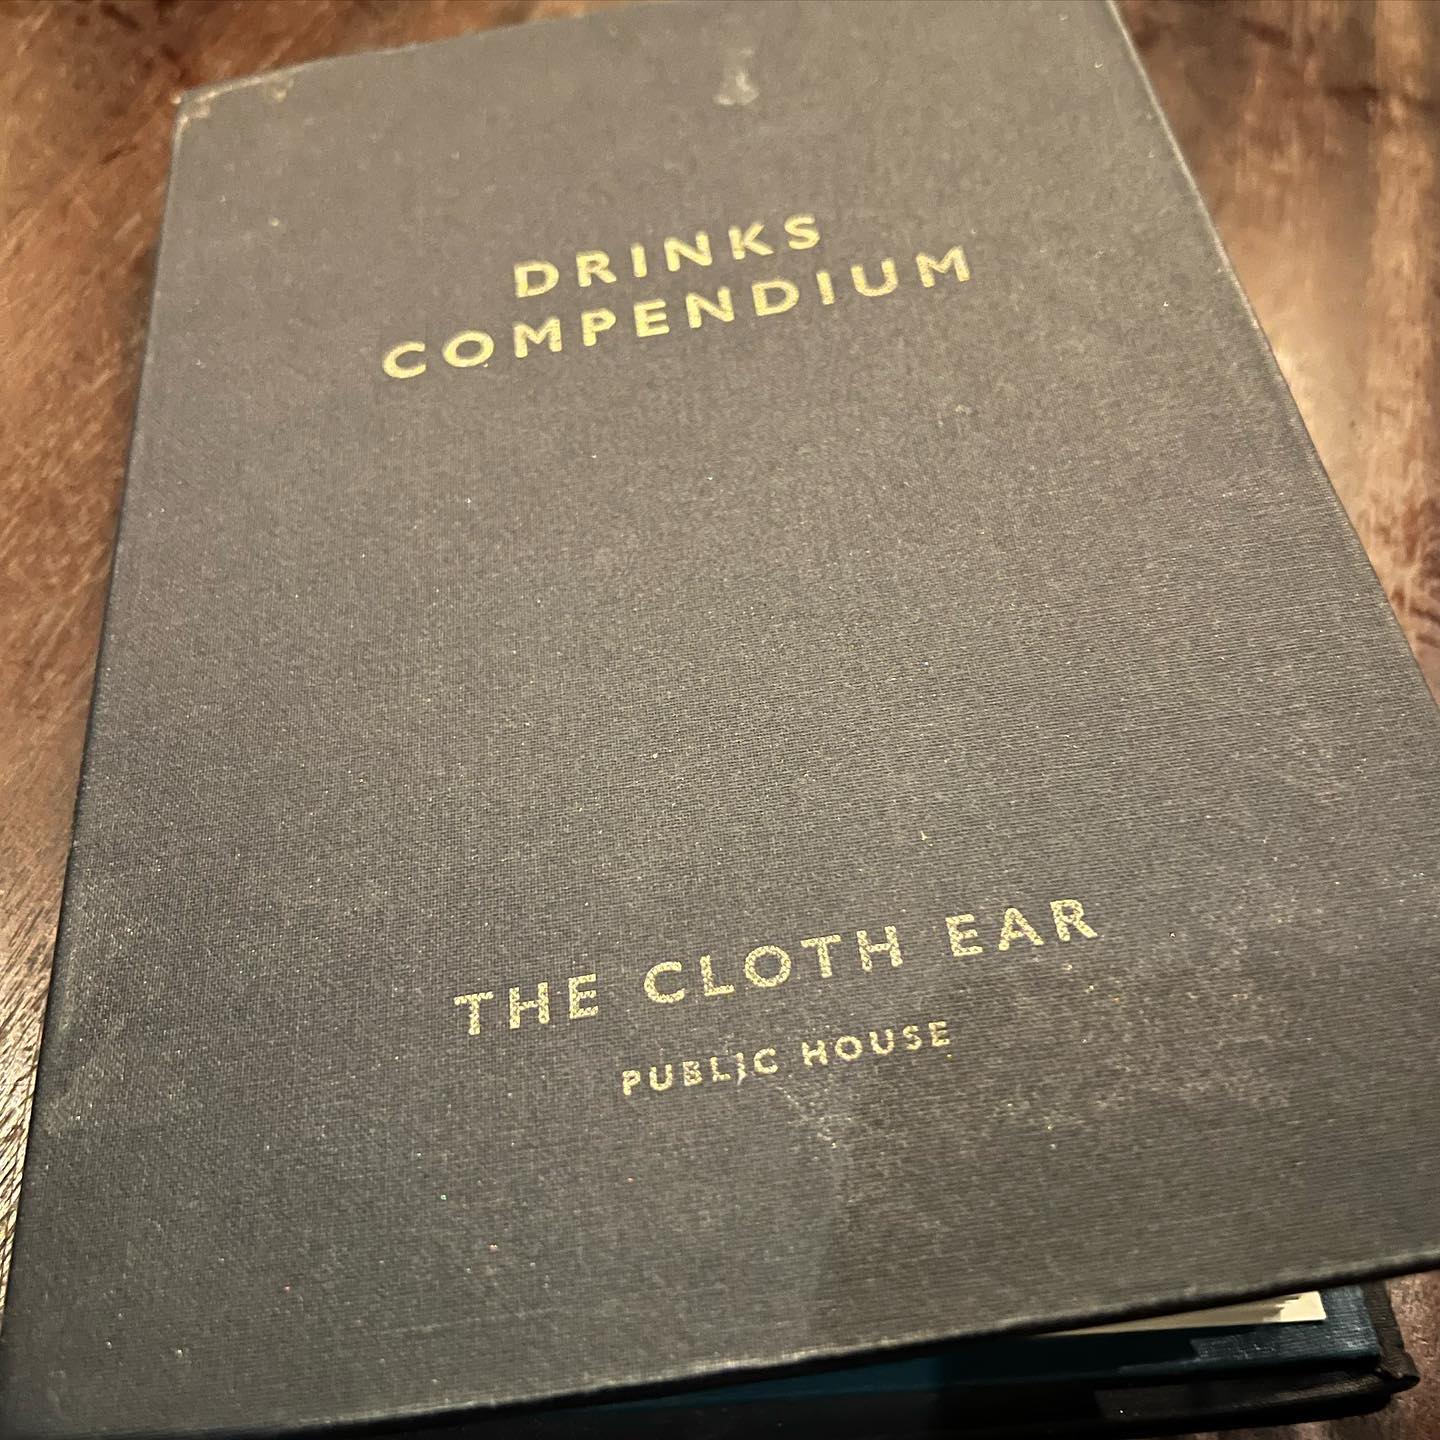 DRINKS
COMPENDIUM
THE CLOTH EAR
PUBLIC HOUSE